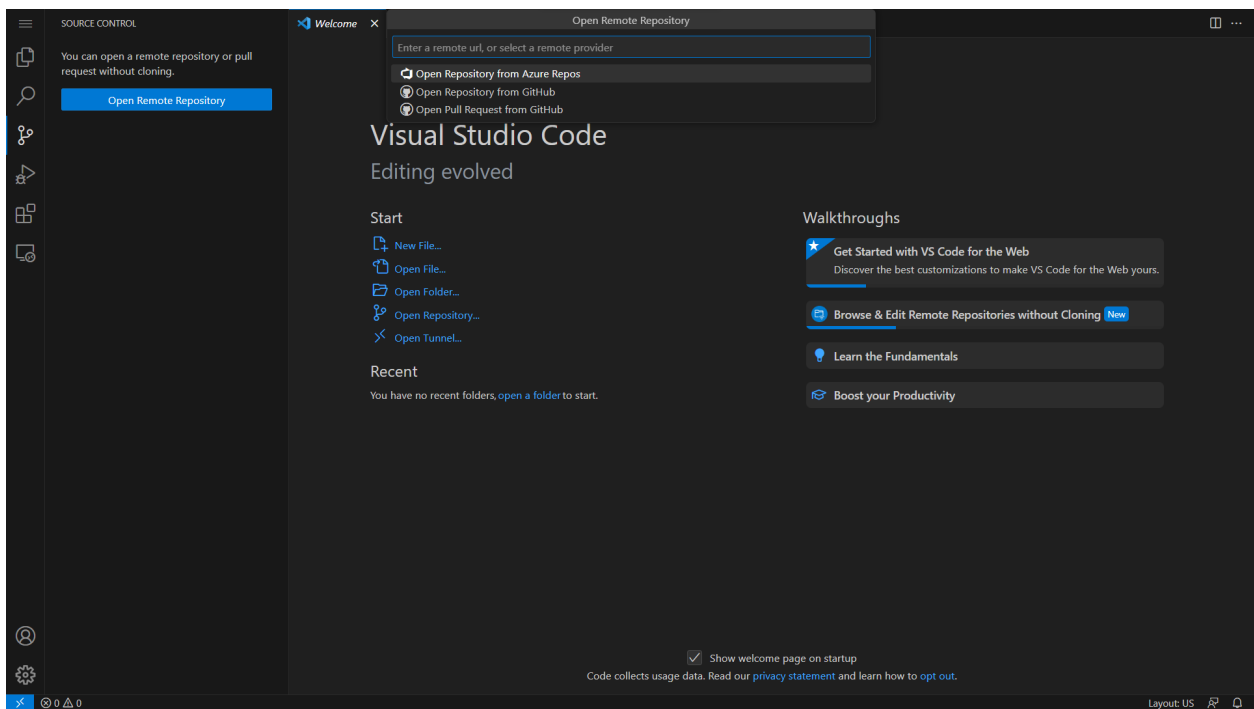 SOURCE CONTROL
You can open a remote repository or pull
request without cloning.
Open Remote Repository
Welcome
Open Remote Repository
Enter a remote url, or select a remote provider
Open Repository from Azure Repos
Open Repository from GitHub
Open Pull Request from GitHub
Visual Studio Code
Editing evolved
Start
New File...
Open File...
Open Folder...
Open Repository...
Open Tunnel...
Recent
You have no recent folders, open a folder to start.
Walkthroughs
Get Started with VS Code for the Web
Discover the best customizations to make VS Code for the Web yours.
Browse & Edit Remote Repositories without Cloning New
Learn the Fundamentals
Boost your Productivity
Show welcome page on startup
Code collects usage data. Read our privacy statement and learn how to opt out.
0 0
Layout: US